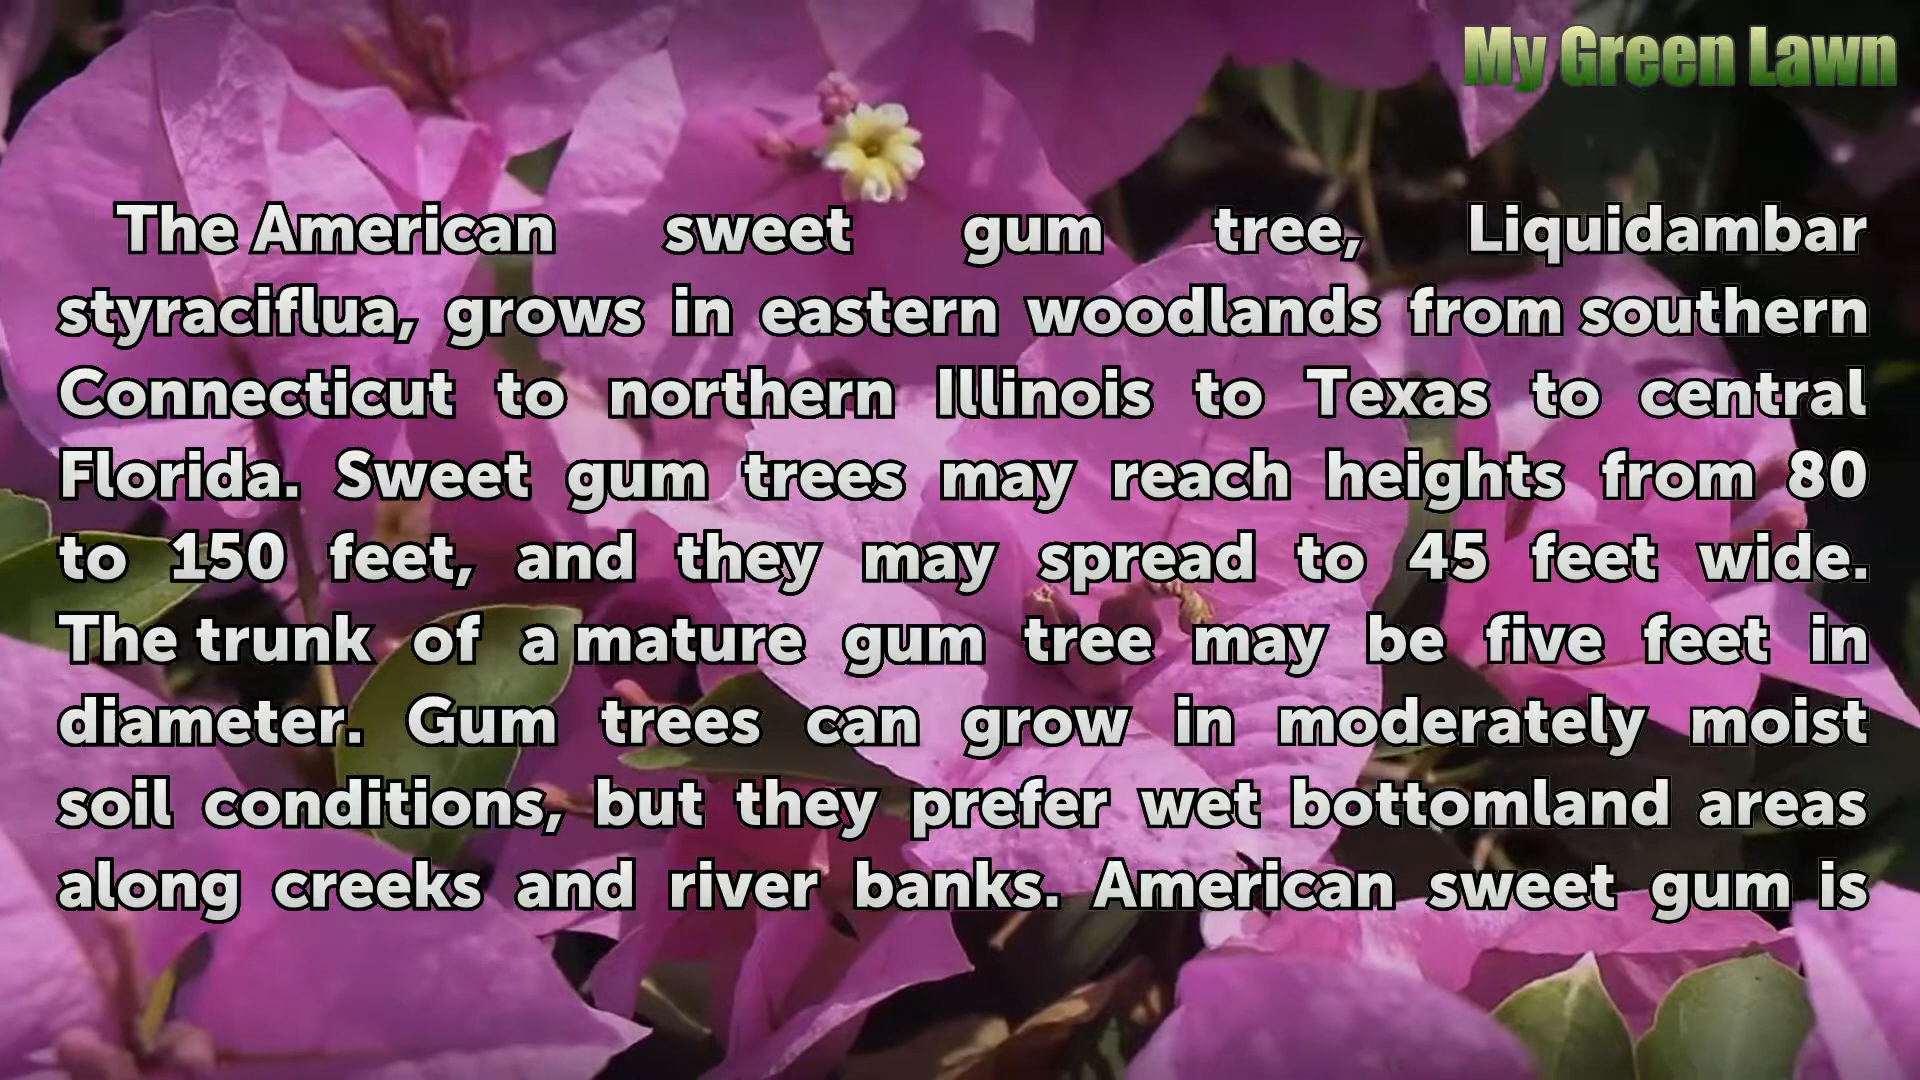 My Green Lawn
The American sweet gum tree, Liquidambar
styraciflua, grows in eastern woodlands from southern
Connecticut to northern Illinois to Texas to central
Florida. Sweet gum trees may reach heights from 80
to 150 feet, and they may spread to 45 feet wide.
The trunk of a mature gum tree may be five feet in
diameter. Gum trees can grow in moderately moist
soil conditions, but they prefer wet bottomland areas
along creeks and river banks. American sweet gum is